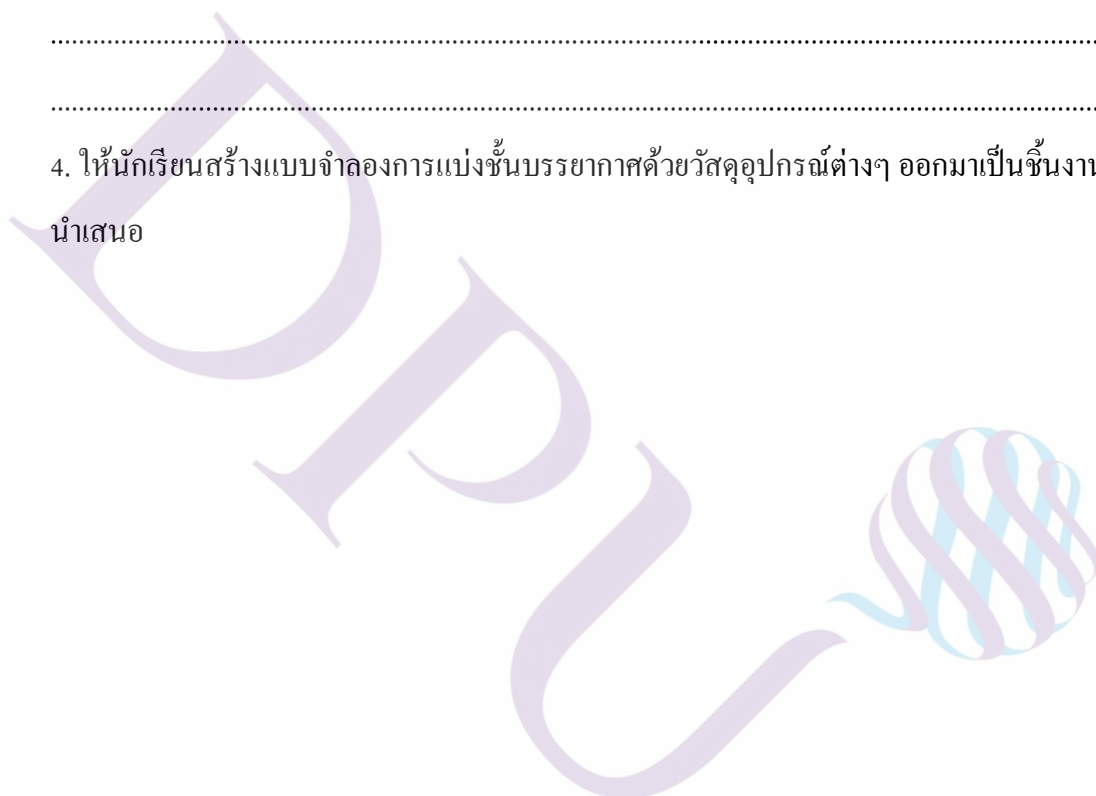 ................................................................................................................................................
................................................................................................................................................
4. ให้นักเรียนสร้างแบบจำลองการแบ่งชั้นบรรยากาศด้วยวัสดุอุปกรณ์ต่างๆ ออกมาเป็นชิ้นงาน
นำเสนอ
DPU